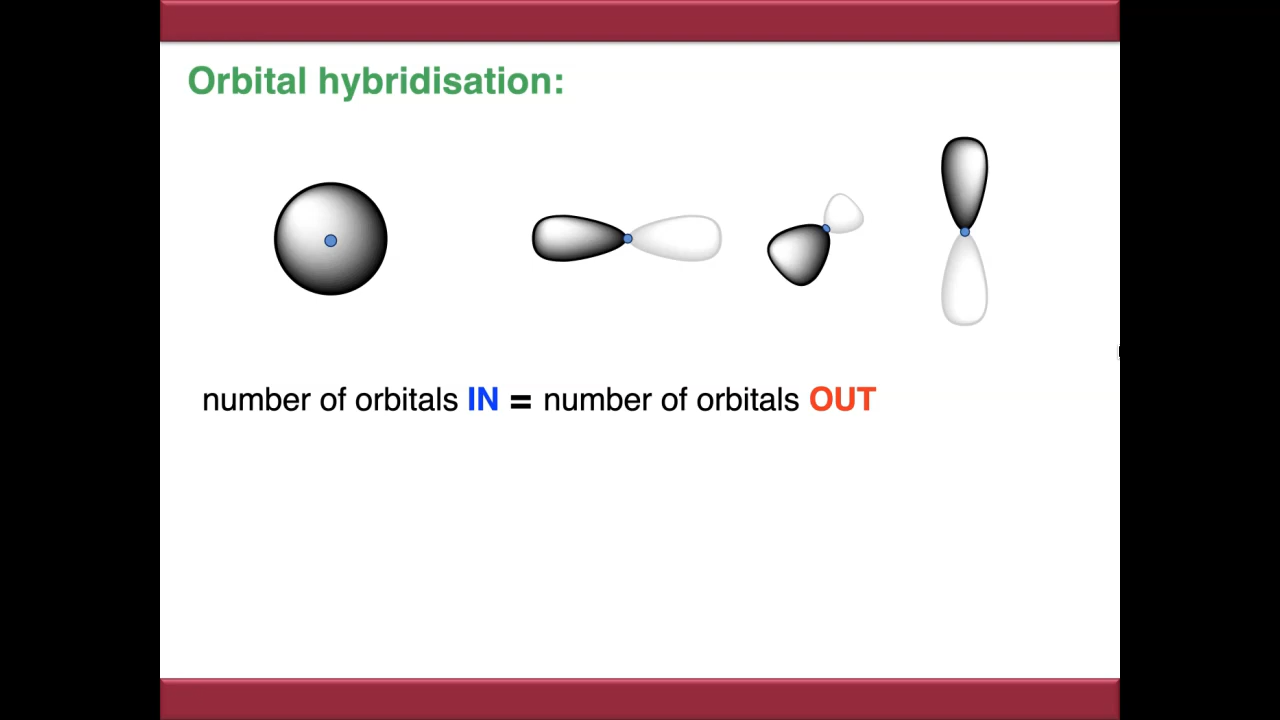 Orbital hybridisation:
number of orbitals IN = number of orbitals OUT